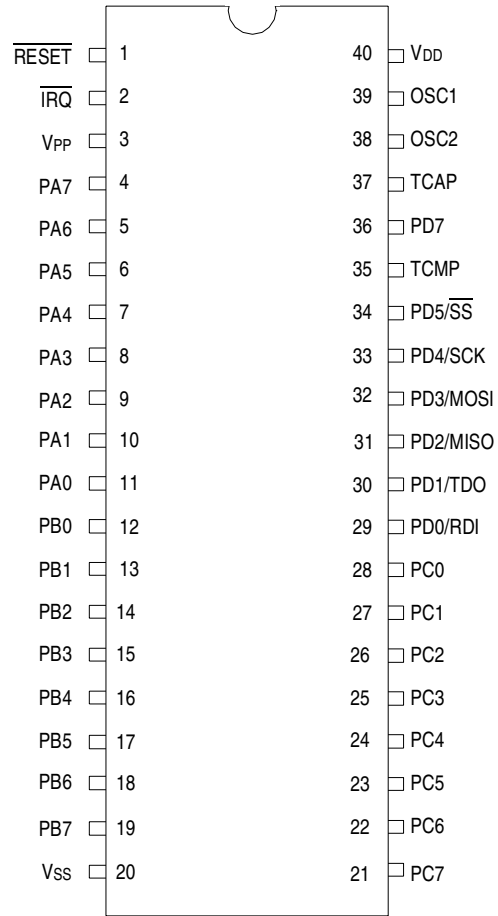 RESET 1 40 VDD
IRQ 2 39 OSC1
VPP 3 38 OSC2
PA7 4 37 TCAP
PA6 5 36 PD7
PA5 6 35 TCMP
PA4 7 34 PD5/SS
PA3 8 33 PD4/SCK
PA2 9 32 PD3/MOSI
PA1 10 31 PD2/MISO
PA0 11 30 PD1/TDO
PB0 12 29 PD0/RDI
PB1 13 28 PC0
PB2 14 27 PC1
PB3 15 26 PC2
PB4 16 25 PC3
PB5 17 24 PC4
PB6 18 23 PC5
PB7 19 22 PC6
VSS 20 21 PC7